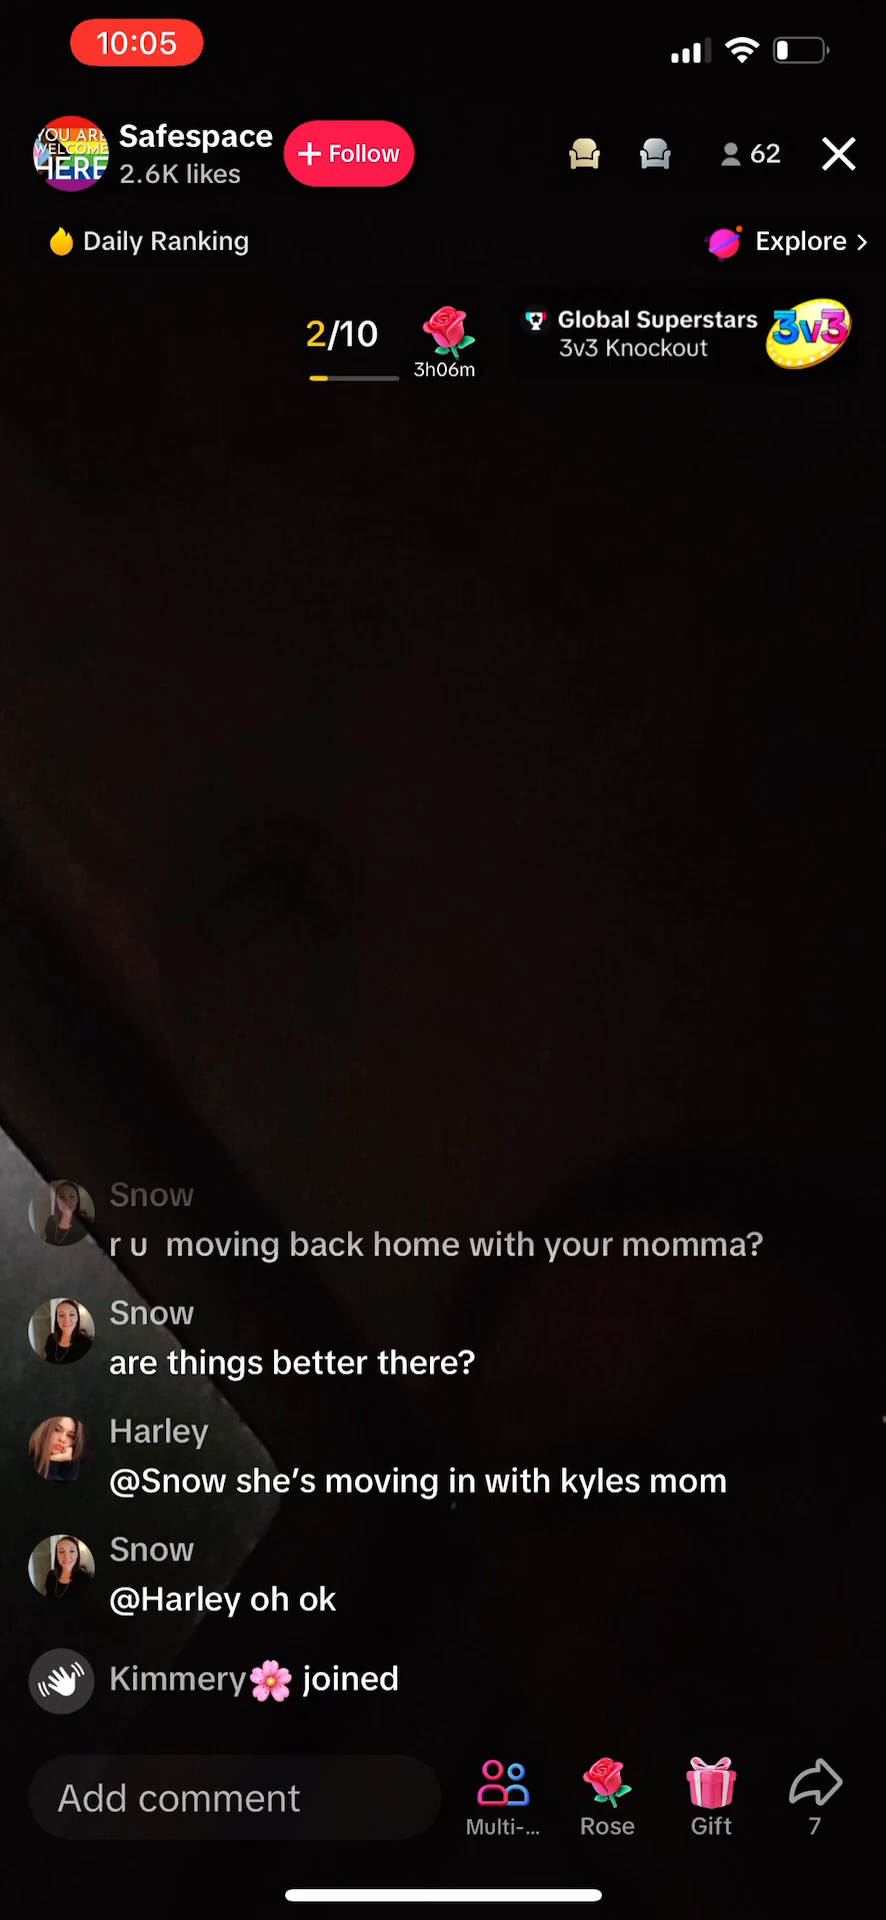 10:05
YOU ARE
WELCOME
HERE
Safespace
2.6K likes
+ Follow
62
Daily Ranking
Explore >
2/10
3h06m
Global Superstars
3v3 Knockout
3v3
Snow
r u  moving back home with your momma?
Snow
are things better there?
Harley
@Snow she’s moving in with kyles mom
Snow
@Harley oh ok
Kimmery🌸 joined
Add comment
Multi-...
Rose
Gift
7